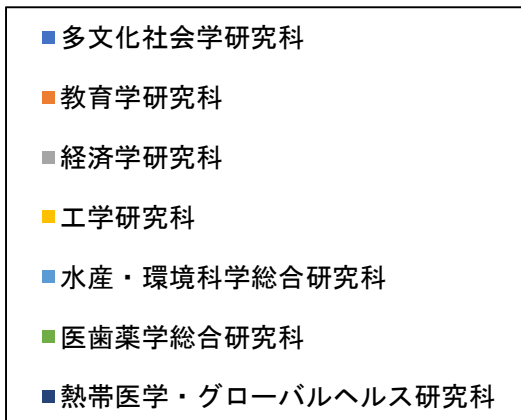 多文化社会学研究科
教育学研究科
経済学研究科
工学研究科
水産・環境科学総合研究科
医歯薬学総合研究科
熱帯医学・グローバルヘルス研究科